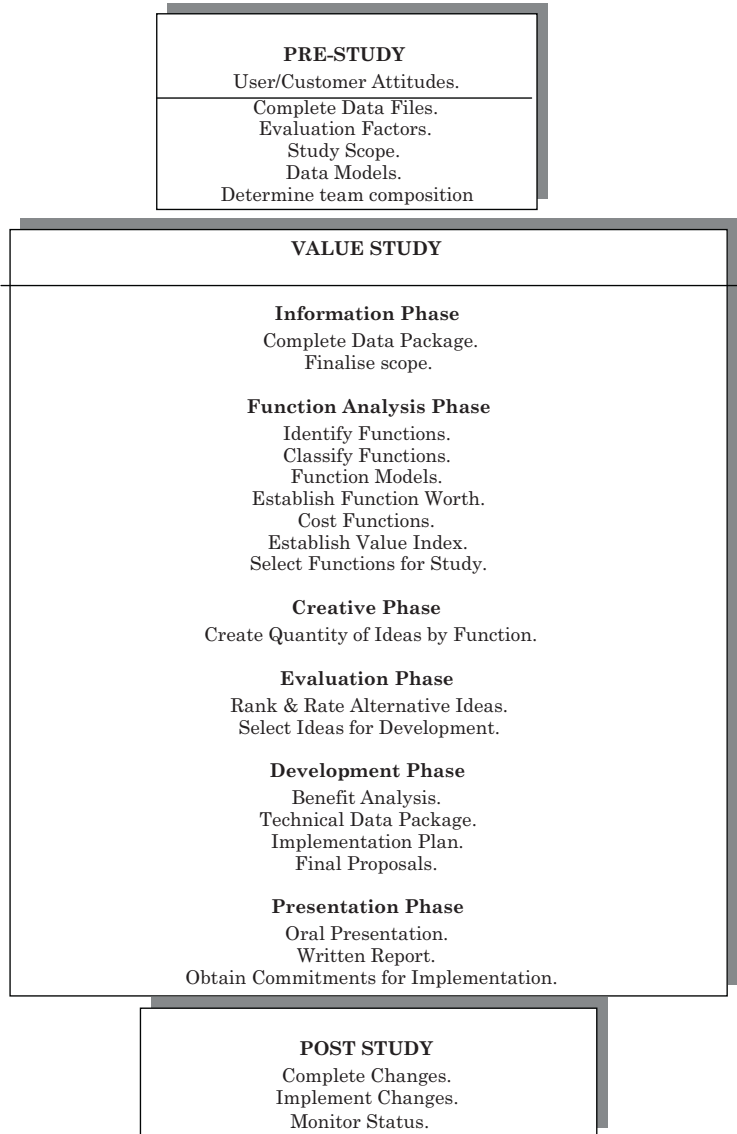 PRE-STUDY
User/Customer Attitudes.
Complete Data Files.
Evaluation Factors.
Study Scope.
Data Models.
Determine team composition
VALUE STUDY
Information Phase
Complete Data Package.
Finalise scope.
Function Analysis Phase
Identify Functions.
Classify Functions.
Function Models.
Establish Function Worth.
Cost Functions.
Establish Value Index.
Select Functions for Study.
Creative Phase
Create Quantity of Ideas by Function.
Evaluation Phase
Rank & Rate Alternative Ideas.
Select Ideas for Development.
Development Phase
Benefit Analysis.
Technical Data Package.
Implementation Plan.
Final Proposals.
Presentation Phase
Oral Presentation.
Written Report.
Obtain Commitments for Implementation.
POST STUDY
Complete Changes.
Implement Changes.
Monitor Status.